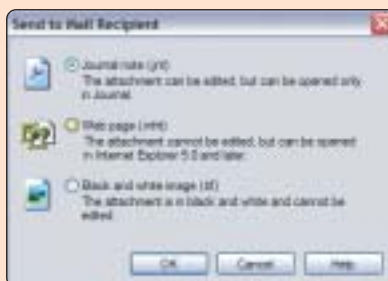 Send to Mail Recipient
Journal note (jnt)
The attachment can be edited, but can be opened only
in Journal.
Web page (mht)
The attachment cannot be edited, but can be opened
in Internet Explorer 5.0 and later.
Black and white image (tif)
The attachment is in black and white and cannot be
edited.
OK
Cancel
Help